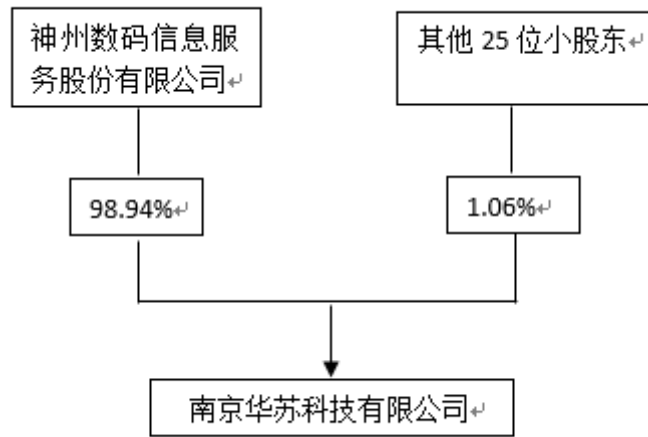 神州数码信息服
务股份有限公司
其他 25 位小股东
98.94%
1.06%
南京华苏科技有限公司